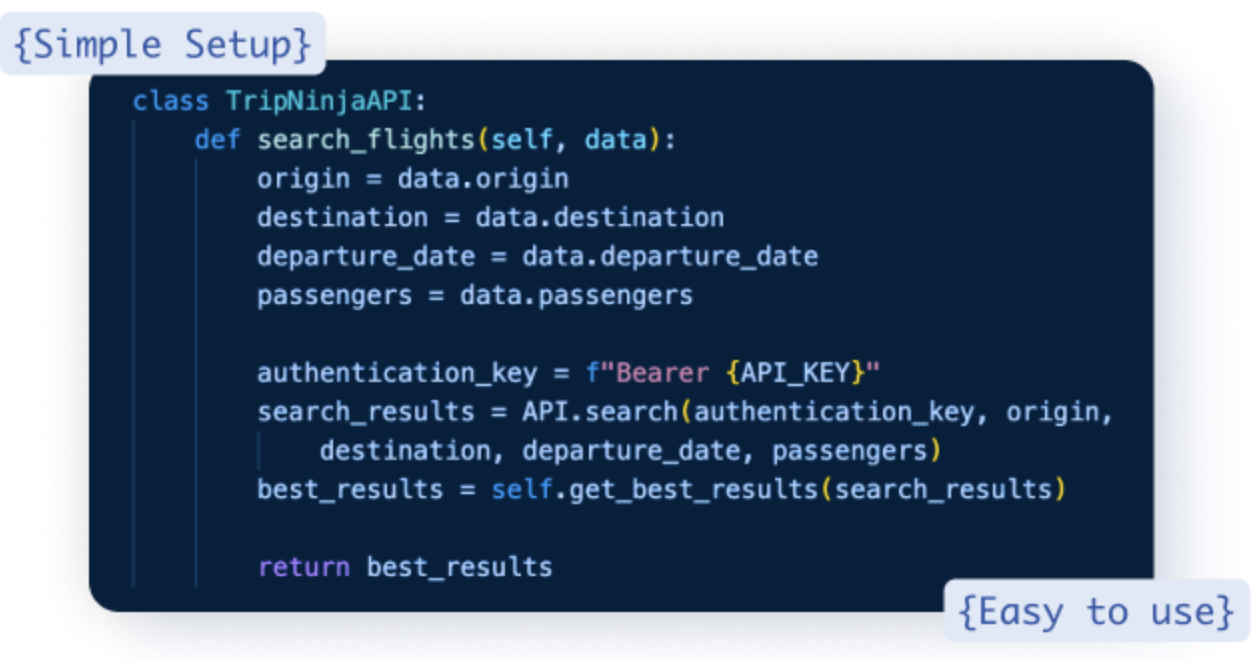 {Simple Setup}
class TripNinjaAPI:
    def search_flights(self, data):
        origin = data.origin
        destination = data.destination
        departure_date = data.departure_date
        passengers = data.passengers

        authentication_key = f"Bearer {API_KEY}"
        search_results = API.search(authentication_key, origin,
            destination, departure_date, passengers)
        best_results = self.get_best_results(search_results)

        return best_results
{Easy to use}